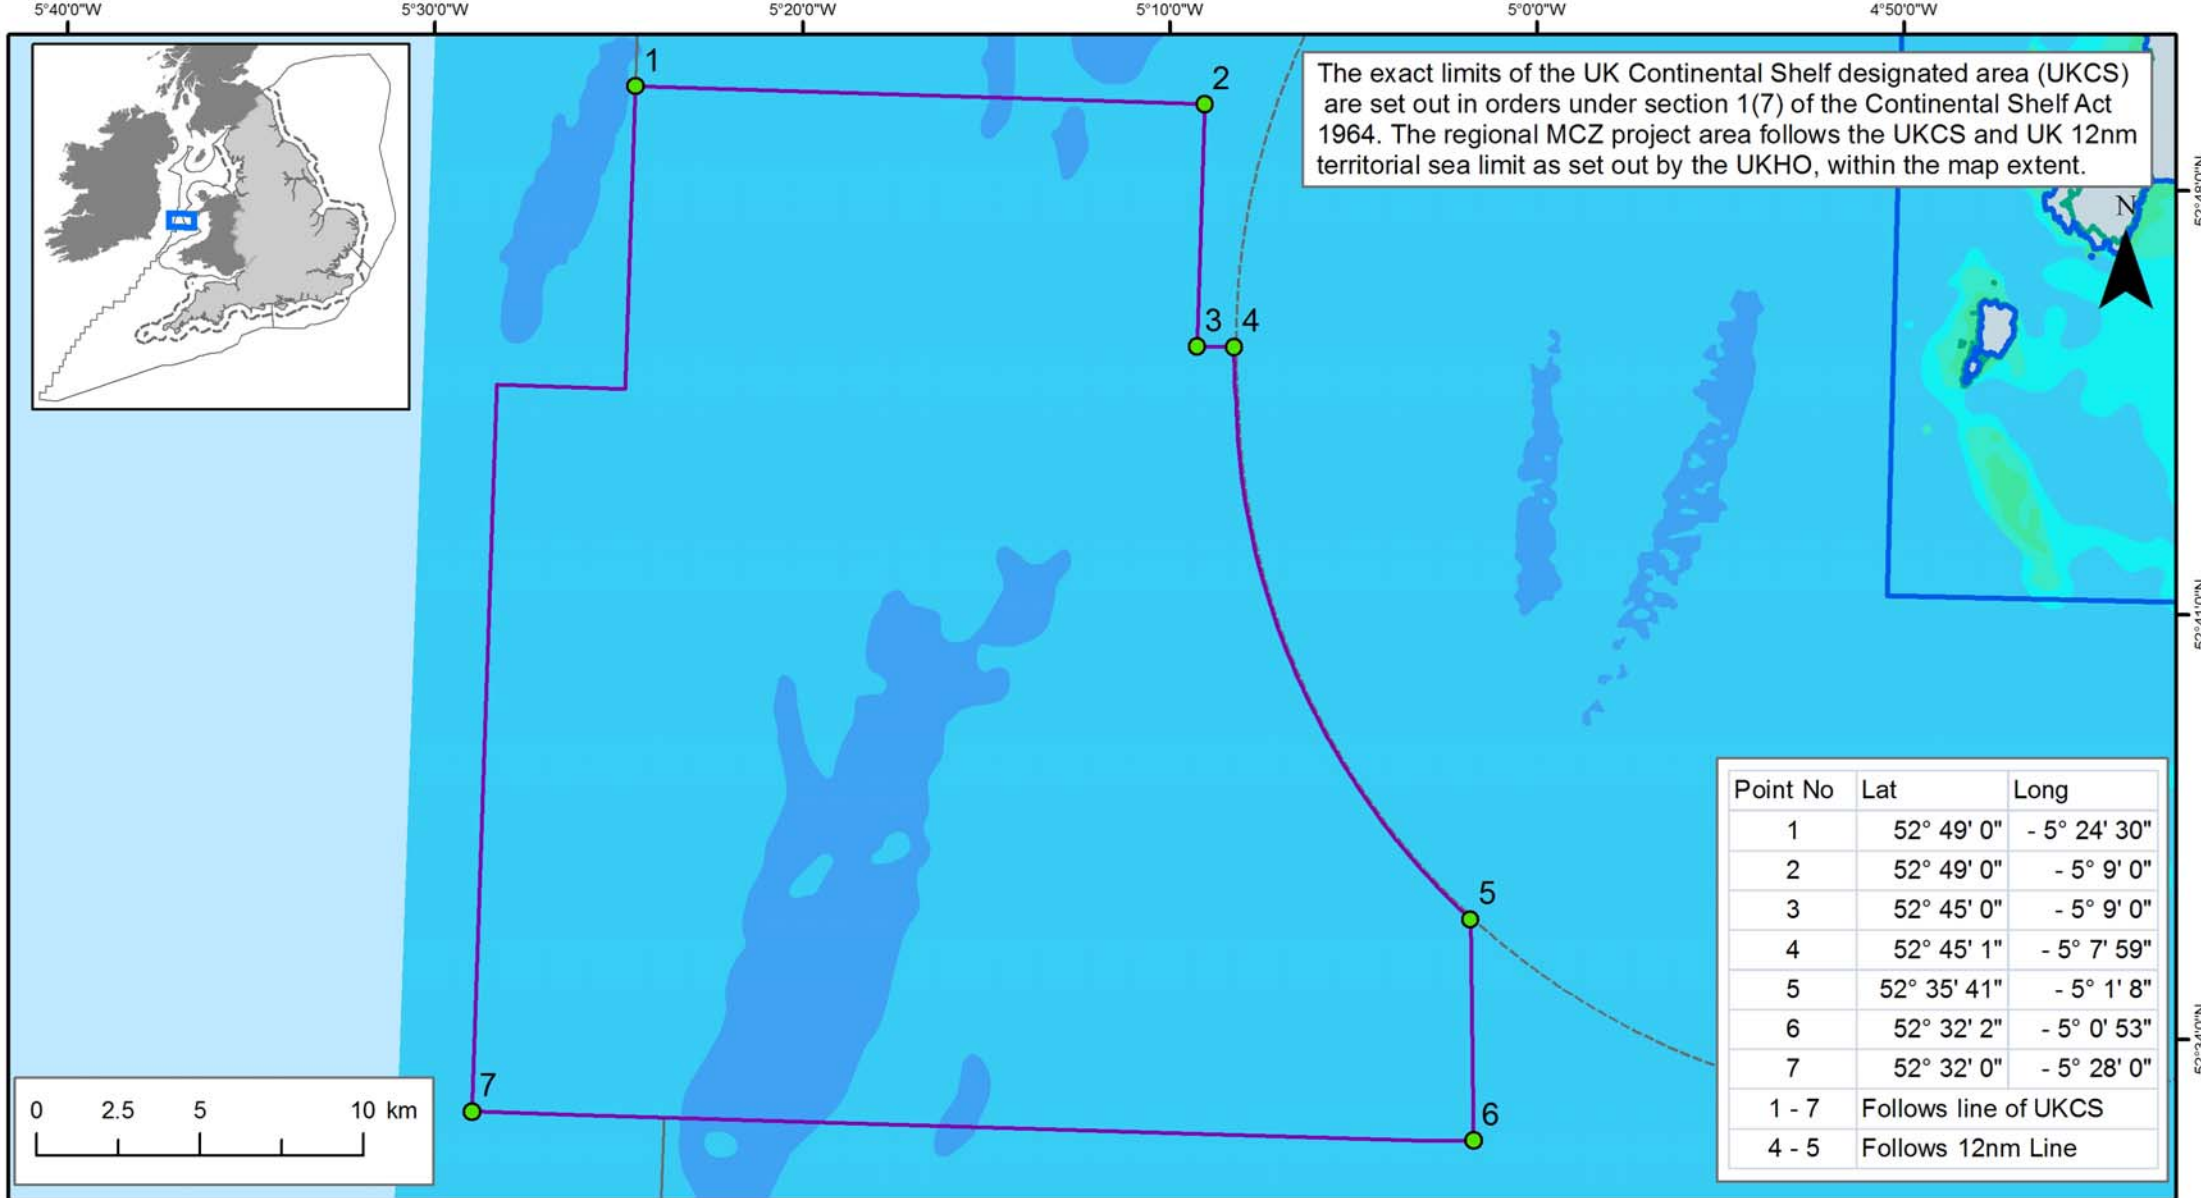 5°40'0"W 5°30'0"W 5°20'0"W 5°10'0"W 5°0'0"W 4°50'0"W
The exact limits of the UK Continental Shelf designated area (UKCS)
are set out in orders under section 1(7) of the Continental Shelf Act
1964. The regional MCZ project area follows the UKCS and UK 12nm
territorial sea limit as set out by the UKHO, within the map extent.
N
1
2
3 4
52°41'0"N
5
7
6
0 2.5 5 10 km
Point No Lat Long
1 52° 49' 0" - 5° 24' 30"
2 52° 49' 0" - 5° 9' 0"
3 52° 45' 0" - 5° 9' 0"
4 52° 45' 1" - 5° 7' 59"
5 52° 35' 41" - 5° 1' 8"
6 52° 32' 2" - 5° 0' 53"
7 52° 32' 0" - 5° 28' 0"
1 - 7 Follows line of UKCS
4 - 5 Follows 12nm Line